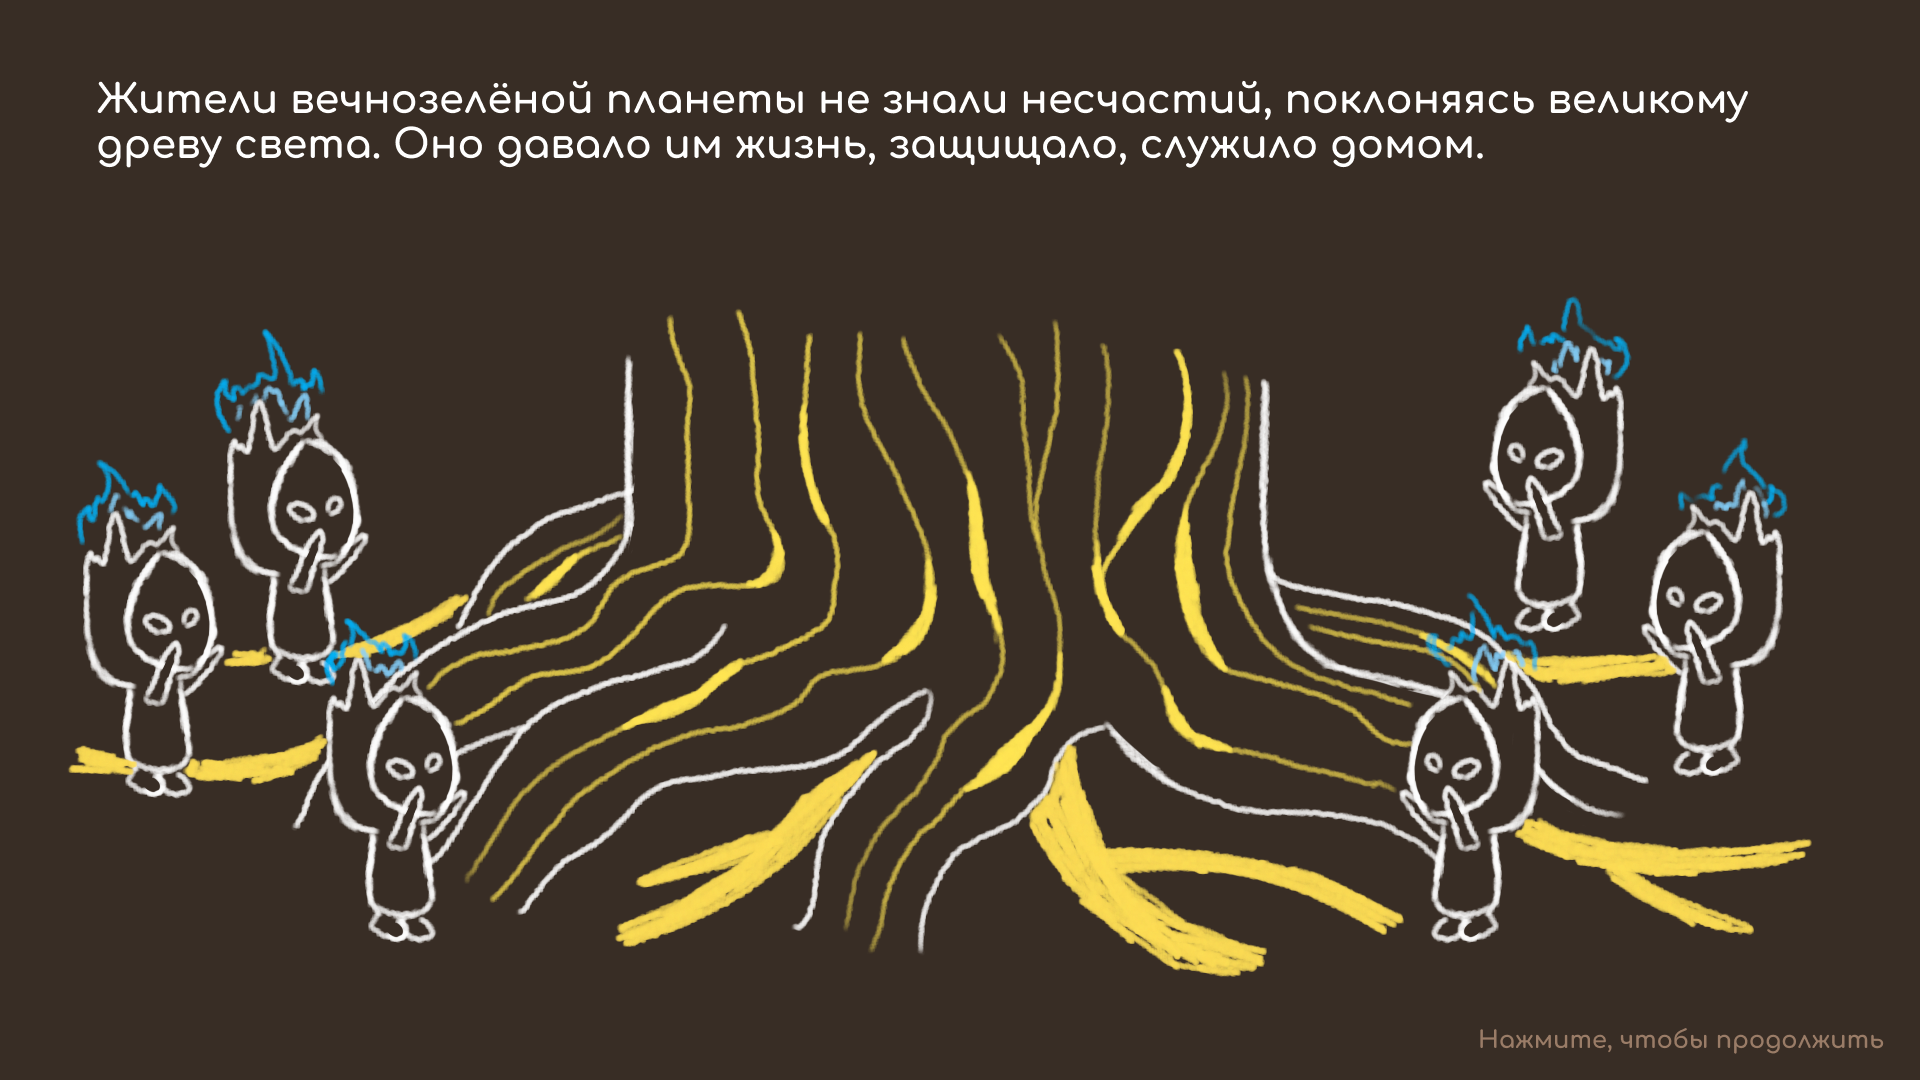 Жители вечнозелёной планеты не знали несчастий, поклоняясь великому
древу света. Оно давало им жизнь, защищало, служило домом.
Нажмите, чтобы продолжить